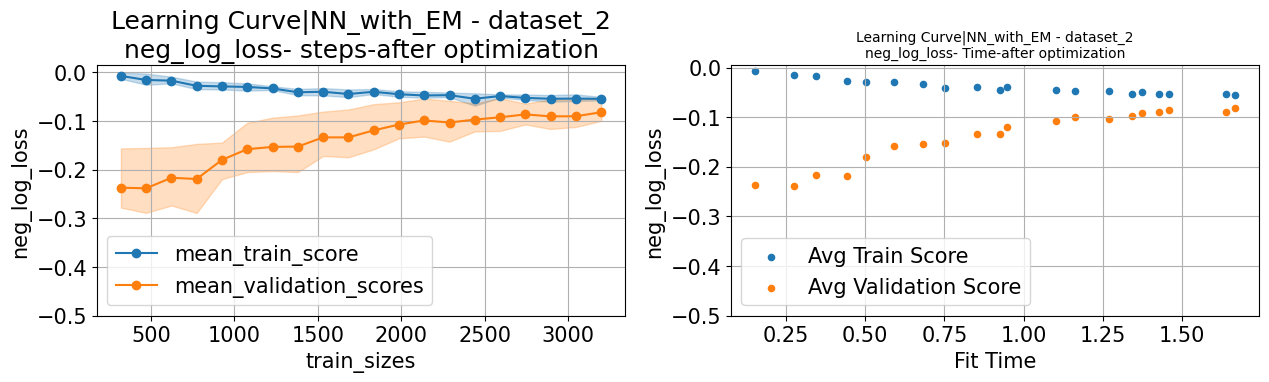 Learning Curve|NN_with_EM - dataset_2
neg_log_loss- steps-after optimization
neg_log_loss
0.0
−0.1
−0.2
−0.3
−0.4
−0.5
mean_train_score
mean_validation_scores
500
1000
1500
2000
2500
3000
train_sizes
Learning Curve|NN_with_EM - dataset_2
neg_log_loss- Time-after optimization
neg_log_loss
0.0
−0.1
−0.2
−0.3
−0.4
−0.5
Avg Train Score
Avg Validation Score
0.25
0.50
0.75
1.00
1.25
1.50
Fit Time